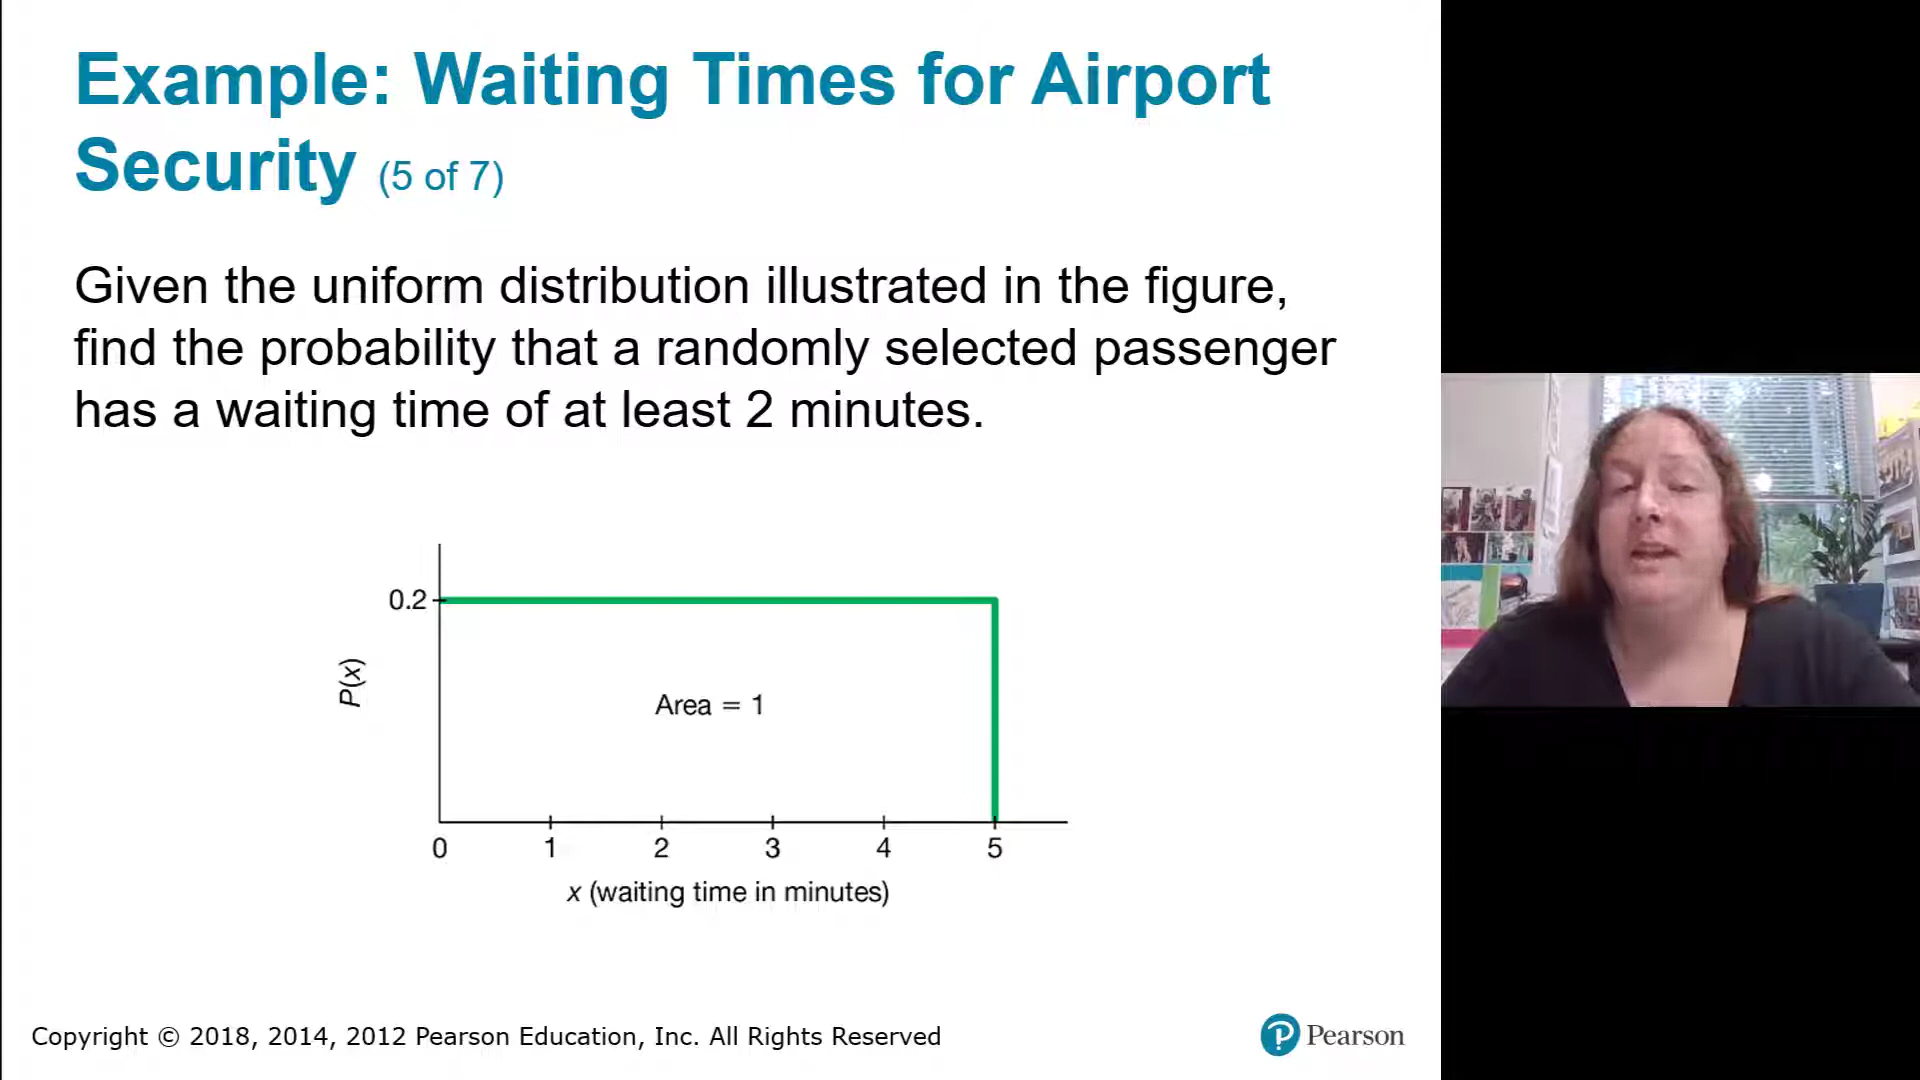 Example: Waiting Times for Airport
Security (5 of 7)
Given the uniform distribution illustrated in the figure,
find the probability that a randomly selected passenger
has a waiting time of at least 2 minutes.
0.2
P(x)
Area = 1
0 1 2 3 4 5
x (waiting time in minutes)
Copyright © 2018, 2014, 2012 Pearson Education, Inc. All Rights Reserved
Pearson